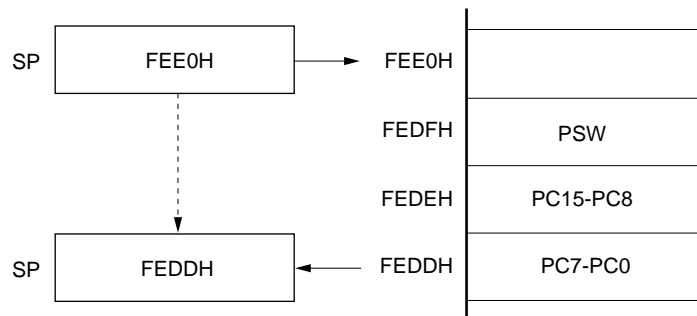 SP FEE0H FEE0H
FEDFH PSW
FEDEH PC15-PC8
SP FEDDH FEDDH PC7-PC0